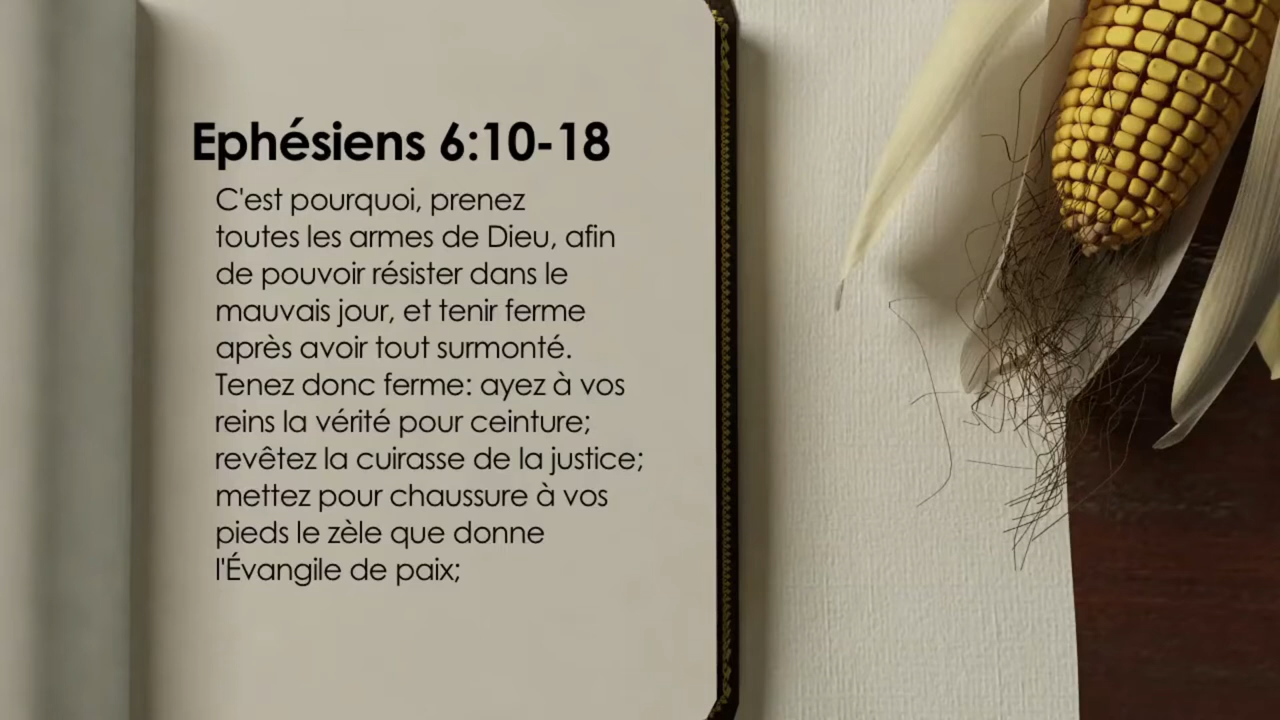 Ephésiens 6:10-18
C'est pourquoi, prenez
toutes les armes de Dieu, afin
de pouvoir résister dans le
mauvais jour, et tenir ferme
après avoir tout surmonté.
Tenez donc ferme: ayez à vos
reins la vérité pour ceinture;
revêtez la cuirasse de la justice;
mettez pour chaussure à vos
pieds le zèle que donne
l'Évangile de paix;